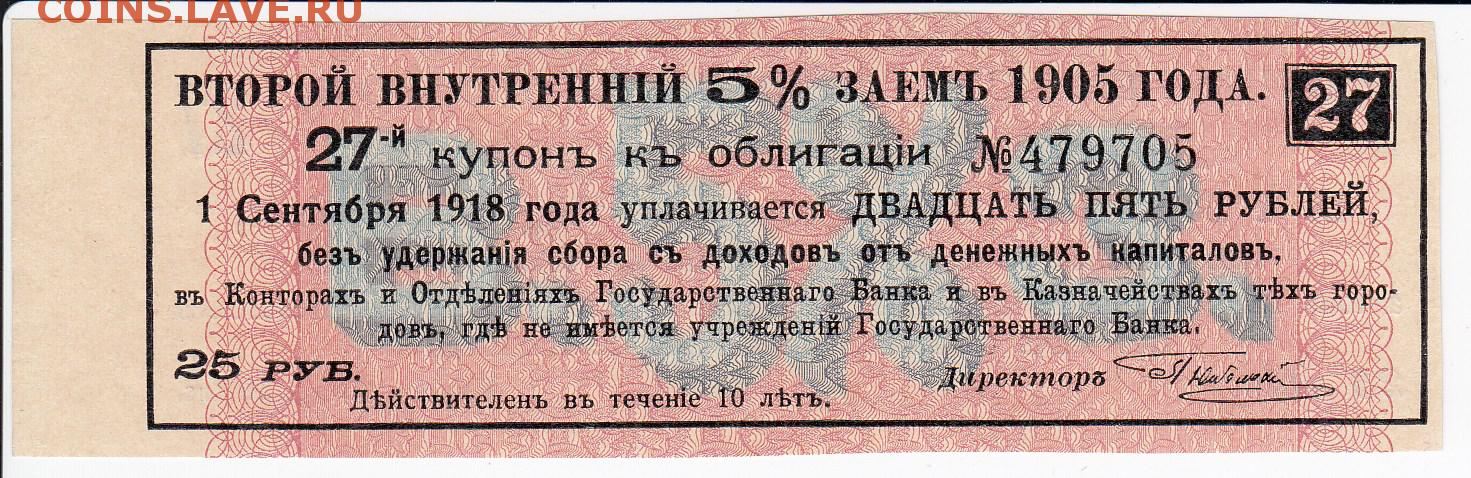 COINS.LAVE.RU
ВТОРОЙ ВНУТРЕННІЙ 5% ЗАЕМЪ 1905 ГОДА. 27
27-й купонъ къ облигаціи №479705
1 Сентября 1918 года уплачивается ДВАДЦАТЬ ПЯТЬ РУБЛЕЙ,
безъ удержанія сбора съ доходовъ отъ денежныхъ капиталовъ,
въ Конторахъ и Отдѣленіяхъ Государственнаго Банка и въ Казначействахъ тѣхъ горо-
довъ, гдѣ не имѣется учрежденій Государственнаго Банка.
25 РУБ.
Директоръ
Дѣйствителенъ въ теченіе 10 лѣтъ.